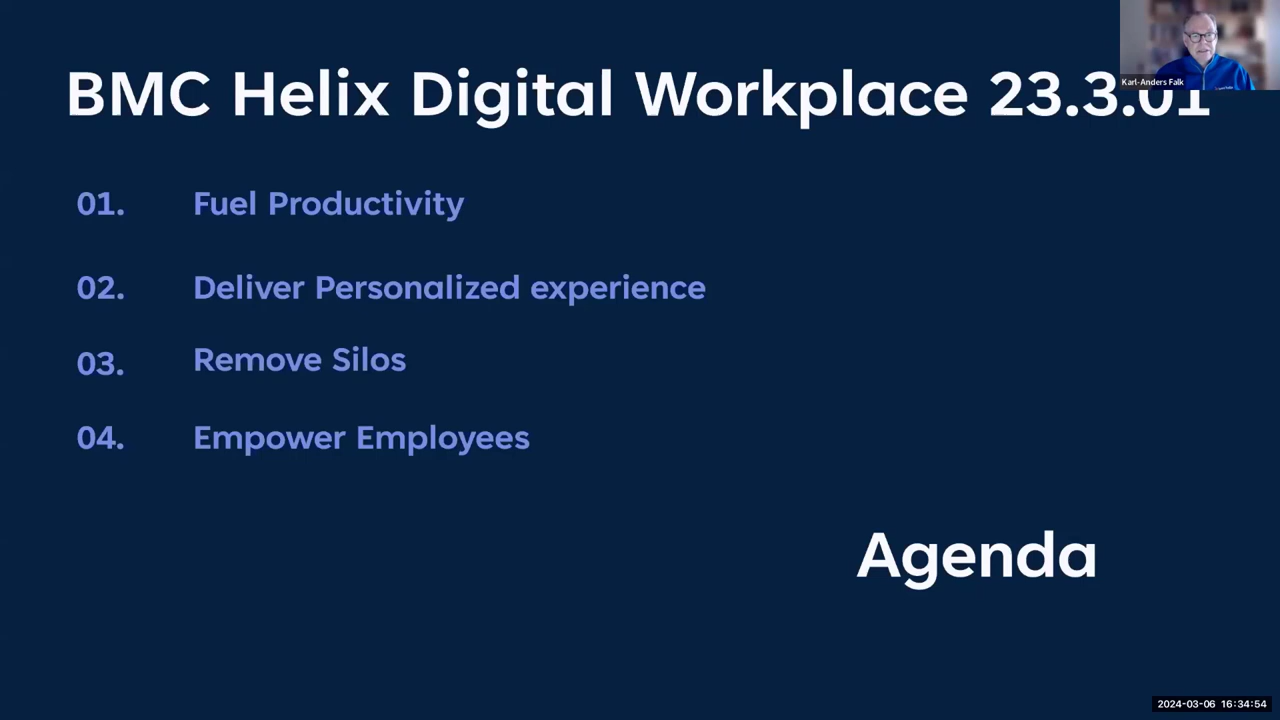 BMC Helix Digital Workplace 23.3.01
Karl-Anders Falk
01. Fuel Productivity
02. Deliver Personalized experience
03. Remove Silos
04. Empower Employees
Agenda
2024-03-06 16:34:54